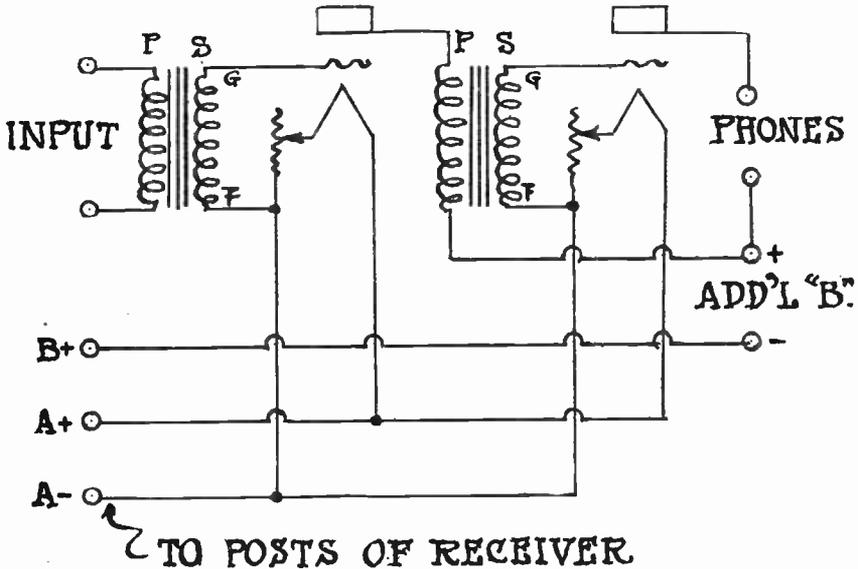 P S
P S
G
G
INPUT
PHONES
F
F
+
ADD'L "B".
B+
-
A+
A-
TO POSTS OF RECEIVER